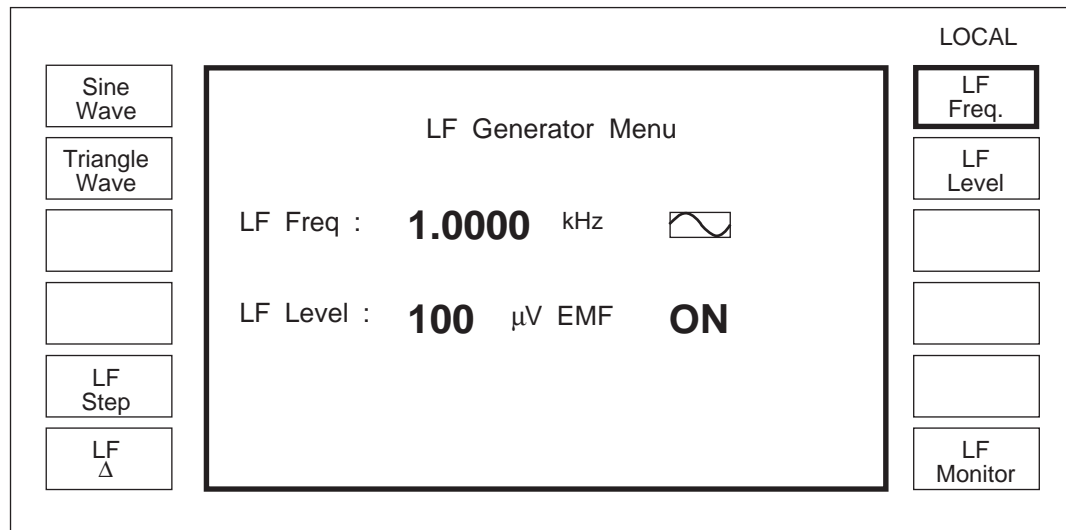 LOCAL
Sine
Wave
Triangle
Wave
LF
Step
LF
Δ
LF Generator Menu
LF Freq : 1.0000 kHz
LF Level : 100 µV EMF ON
LF
Freq.
LF
Level
LF
Monitor